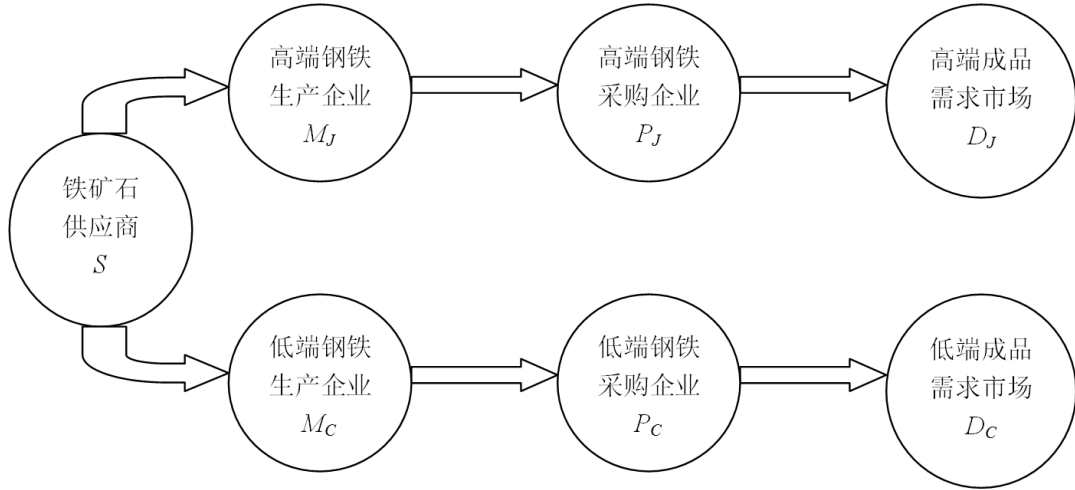 高端钢铁
生产企业
M_J
高端钢铁
采购企业
P_J
高端成品
需求市场
D_J
铁矿石
供应商
S
低端钢铁
生产企业
M_C
低端钢铁
采购企业
P_C
低端成品
需求市场
D_C